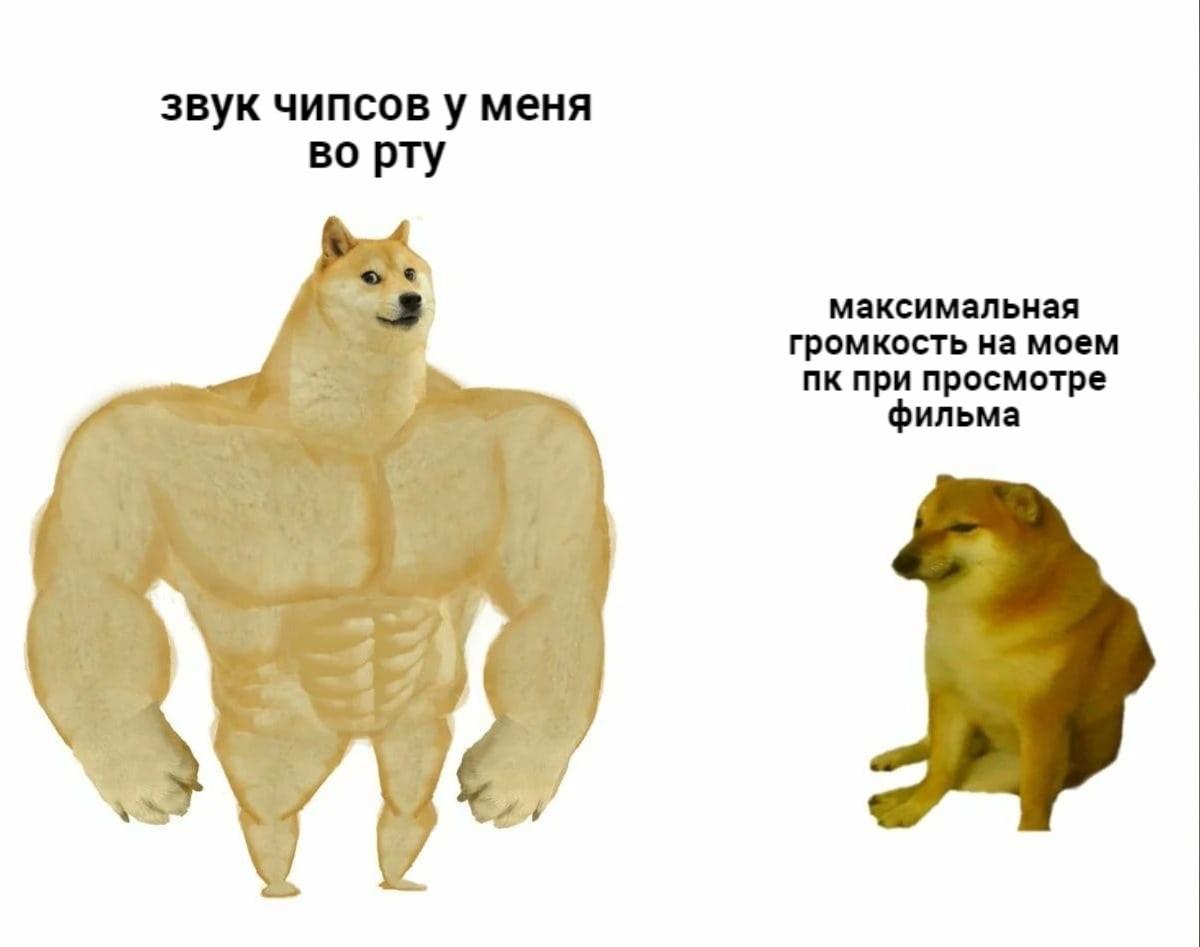 звук чипсов у меня
во рту
максимальная
громкость на моем
пк при просмотре
фильма